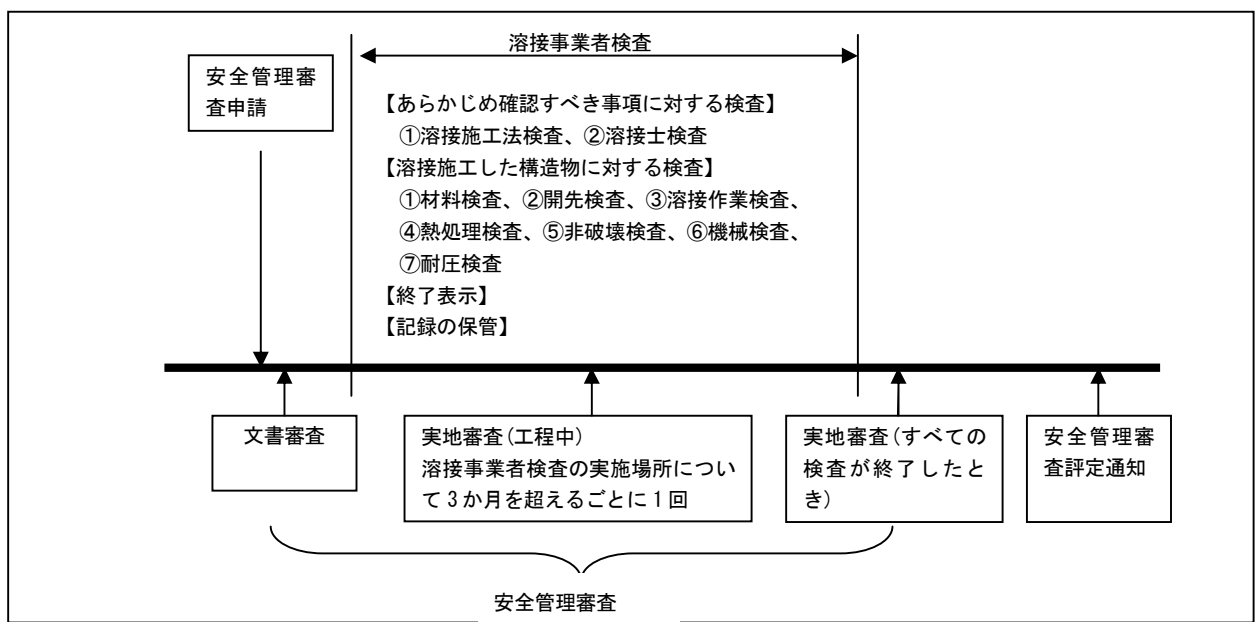 溶接事業者検査
安全管理審
査申請
【あらかじめ確認すべき事項に対する検査】
①溶接施工法検査、②溶接士検査
【溶接施工した構造物に対する検査】
①材料検査、②開先検査、③溶接作業検査、
④熱処理検査、⑤非破壊検査、⑥機械検査、
⑦耐圧検査
【終了表示】
【記録の保管】
文書審査
実地審査(工程中)
溶接事業者検査の実施場所につい
て3か月を超えるごとに1回
実地審査(すべての
検査が終了したと
き)
安全管理審
査評定通知
安全管理審査